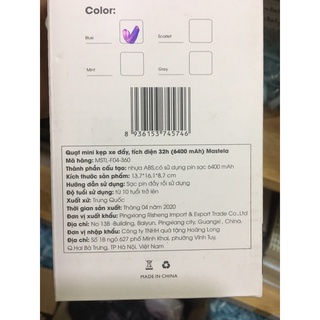 Color:
Blue
Scarlet
Mint
Grey
8 936153 745746
Quạt mini kẹp xe đẩy, tích điện 32h (6400 mAh) Mastela
Mã hàng: MSTL-F04-360
Thành phần cấu tạo: nhựa ABS,có sử dụng pin sạc 6400 mAh
Kích thước sản phẩm: 13.7*16.1*8.7 cm
Hướng dẫn sử dụng: Sạc pin đầy rồi sử dụng
Độ tuổi sử dụng: từ 10 tuổi trở lên
Xuất xứ: Trung Quốc
Thời gian sản xuất: Tháng 04 năm 2020
Đơn vị xuất khẩu: Pingxiang Risheng Import & Export Trade Co.,Ltd
Địa chỉ: No 13B -Building, Baiyun, Pingxiang city, Guangxi , China.
Đơn vị nhập khẩu: Công ty TNHH quà tặng Hoàng Long
Địa chỉ: Số 18 ngõ 627 phố Minh Khai, phường Vĩnh Tuy,
Q.Hai Bà Trưng, TP Hà Nội, Việt Nam
MADE IN CHINA